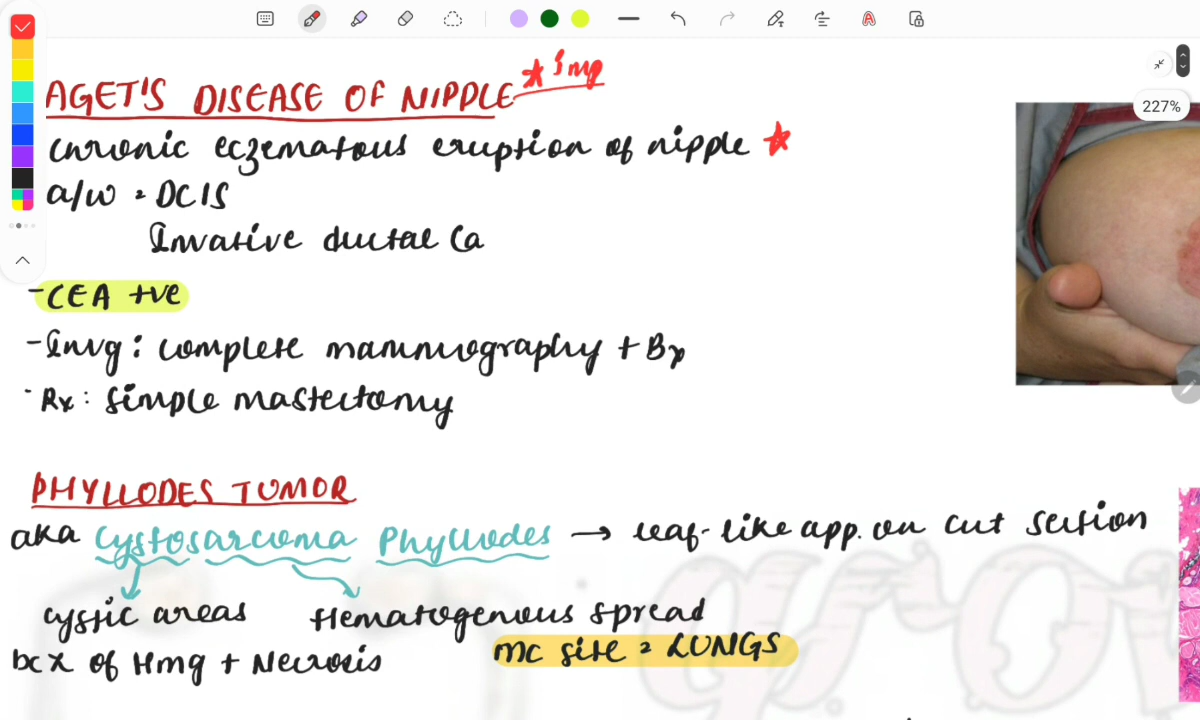 227%
AGET'S DISEASE OF NIPPLE ★ Imp
chronic eczematous eruption of nipple ★
a/w = DCIS
Invative ductal Ca
- CEA +ve
- Invg : complete mammography + Bx
- Rx : simple mastectomy
PHYLLODES TUMOR
aka Cystosarcoma Phyllodes → leaf-like app. on cut section
cystic areas Hematogenous spread
bcz of Hmg + Necrosis mc site = LUNGS